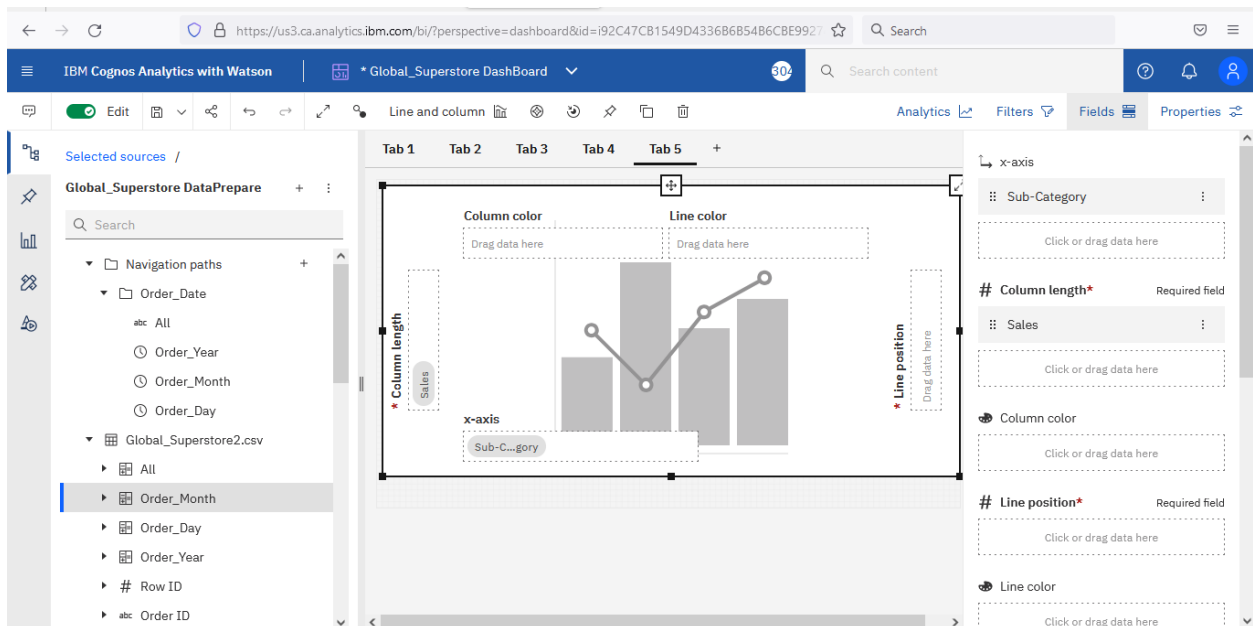 https://us3.ca.analytics.ibm.com/bi/?perspective=dashboard&id=i92C47CB1549D4336B6B54B6CBE9927
Search
IBM Cognos Analytics with Watson
* Global_Superstore DashBoard
304
Search content
Edit
Line and column
Analytics
Filters
Fields
Properties
Selected sources /
Global_Superstore DataPrepare
Search
Navigation paths
Order_Date
abc All
Order_Year
Order_Month
Order_Day
Global_Superstore2.csv
All
Order_Month
Order_Day
Order_Year
# Row ID
abc Order ID
Tab 1
Tab 2
Tab 3
Tab 4
Tab 5
+
Column color
Line color
Drag data here
Drag data here
* Column length
Sales
* Line position
Drag data here
x-axis
Sub-C...gory
x-axis
Sub-Category
Click or drag data here
# Column length* Required field
Sales
Click or drag data here
Column color
Click or drag data here
# Line position* Required field
Click or drag data here
Line color
Click or drag data here